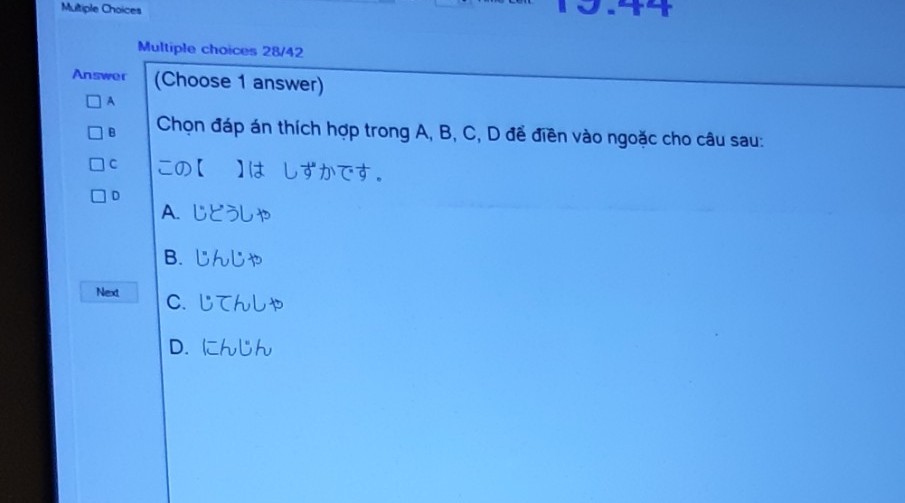 Multiple Choices
Multiple choices 28/42
Answer
A
B
C
D
Next
(Choose 1 answer)
Chọn đáp án thích hợp trong A, B, C, D để điền vào ngoặc cho câu sau:
この【　】は しずかです。
A. じどうしゃ
B. じんじゃ
C. じてんしゃ
D. にんじん